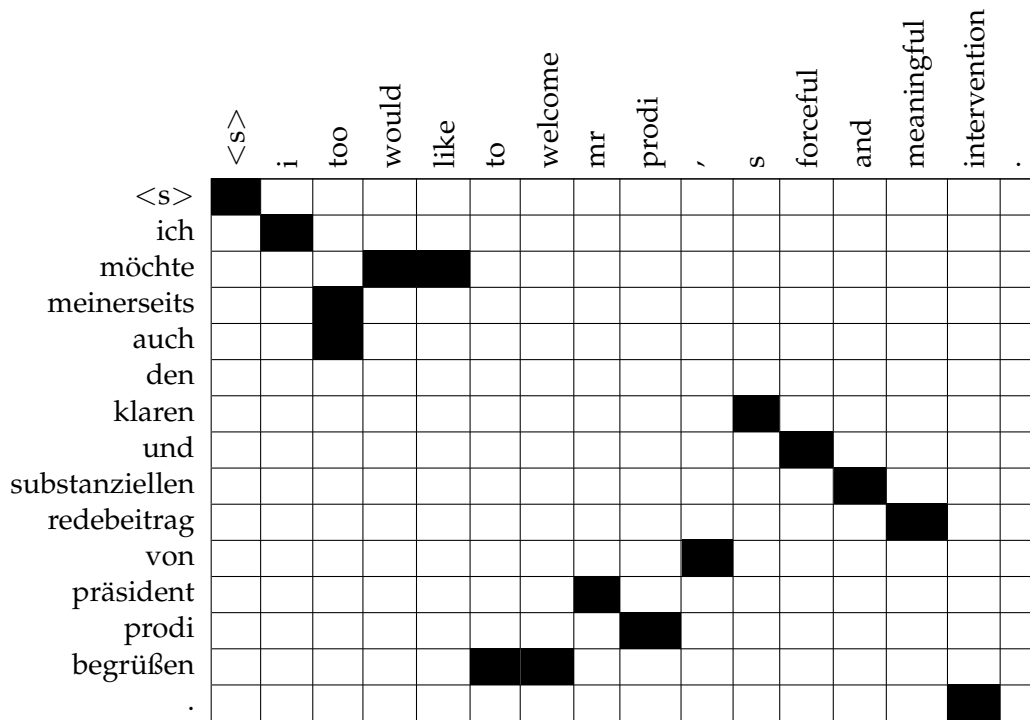 <s> i too would like to welcome mr prodi ′ s forceful and meaningful intervention .
<s>
ich
möchte
meinerseits
auch
den
klaren
und
substanziellen
redebeitrag
von
präsident
prodi
begrüßen
.